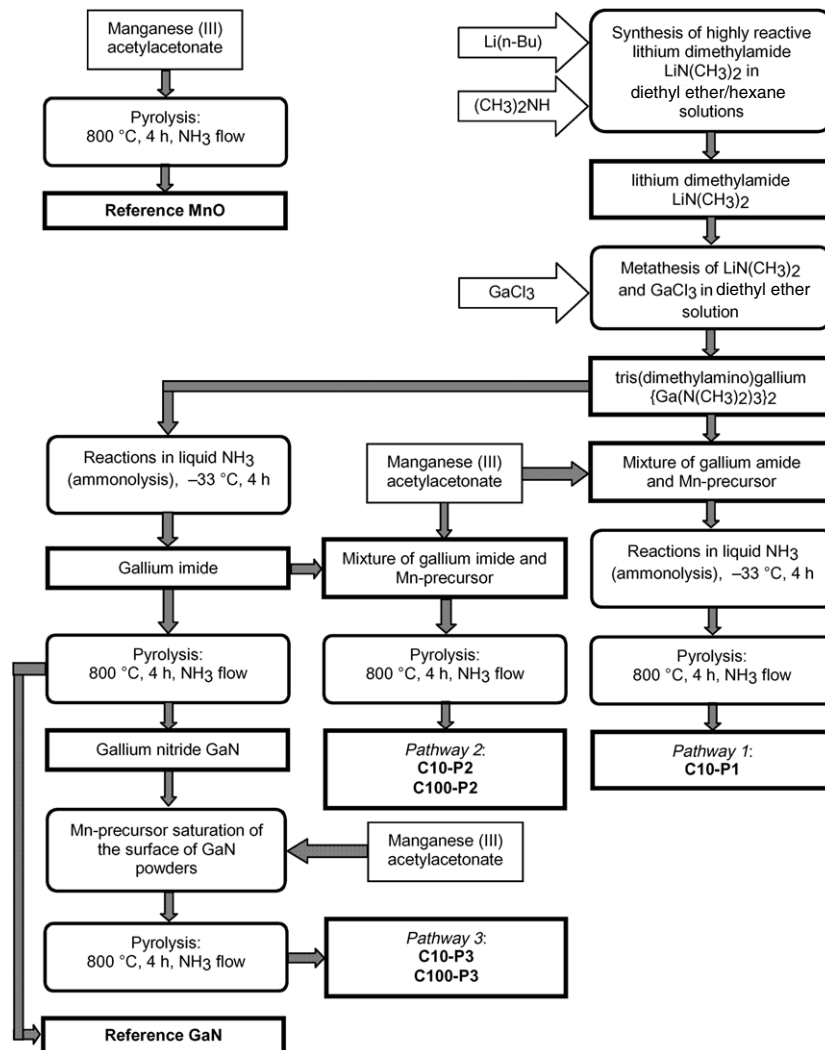 Manganese (III)
acetylacetonate
Pyrolysis:
800 °C, 4 h, NH3 flow
Reference MnO
Li(n-Bu)
(CH3)2NH
Synthesis of highly reactive
lithium dimethylamide
LiN(CH3)2 in
diethyl ether/hexane
solutions
lithium dimethylamide
LiN(CH3)2
GaCl3
Metathesis of LiN(CH3)2
and GaCl3 in diethyl ether
solution
tris(dimethylamino)gallium
{Ga(N(CH3)2)3}2
Reactions in liquid NH3
(ammonolysis), –33 °C, 4 h
Manganese (III)
acetylacetonate
Mixture of gallium amide
and Mn-precursor
Gallium imide
Mixture of gallium imide and
Mn-precursor
Reactions in liquid NH3
(ammonolysis), –33 °C, 4 h
Pyrolysis:
800 °C, 4 h, NH3 flow
Pyrolysis:
800 °C, 4 h, NH3 flow
Pyrolysis:
800 °C, 4 h, NH3 flow
Gallium nitride GaN
Pathway 2:
C10-P2
C100-P2
Pathway 1:
C10-P1
Mn-precursor saturation of
the surface of GaN
powders
Manganese (III)
acetylacetonate
Pyrolysis:
800 °C, 4 h, NH3 flow
Pathway 3:
C10-P3
C100-P3
Reference GaN